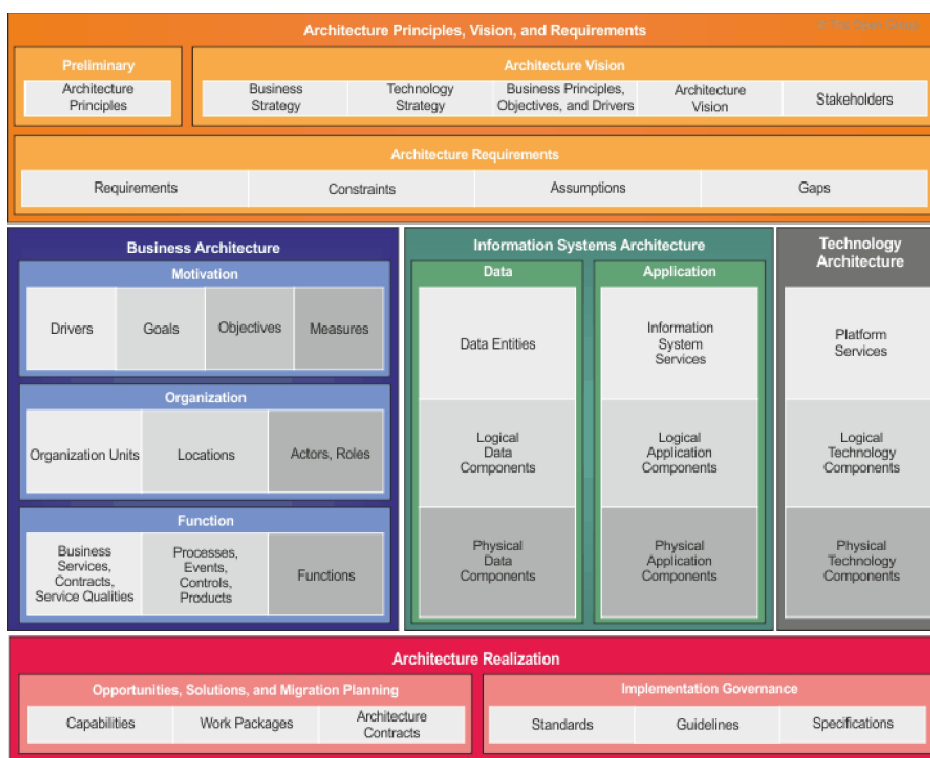 © The Open Group
Architecture Principles, Vision, and Requirements
Preliminary
Architecture
Principles
Architecture Vision
Business
Strategy
Technology
Strategy
Business Principles,
Objectives, and Drivers
Architecture
Vision
Stakeholders
Architecture Requirements
Requirements
Constraints
Assumptions
Gaps
Business Architecture
Motivation
Drivers
Goals
Objectives
Measures
Organization
Organization Units
Locations
Actors, Roles
Function
Business
Services,
Contracts,
Service Qualities
Processes,
Events,
Controls,
Products
Functions
Information Systems Architecture
Data
Data Entities
Logical
Data
Components
Physical
Data
Components
Application
Information
System
Services
Logical
Application
Components
Physical
Application
Components
Technology
Architecture
Platform
Services
Logical
Technology
Components
Physical
Technology
Components
Architecture Realization
Opportunities, Solutions, and Migration Planning
Capabilities
Work Packages
Architecture
Contracts
Implementation Governance
Standards
Guidelines
Specifications